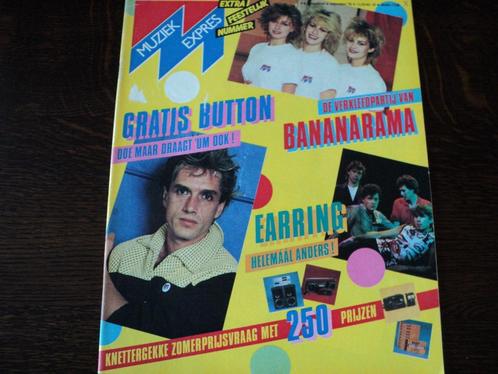 MUZIEK
EXPRES
EXTRA
FEESTELIJK
NUMMER
GRATIS BUTTON
DOE MAAR DRAAGT 'UM OOK!
DE VERKLEEDPARTIJ VAN
BANANARAMA
EARRING
HELEMAAL ANDERS!
KNETTERGEKKE ZOMERPRIJSVRAAG MET 250 PRIJZEN